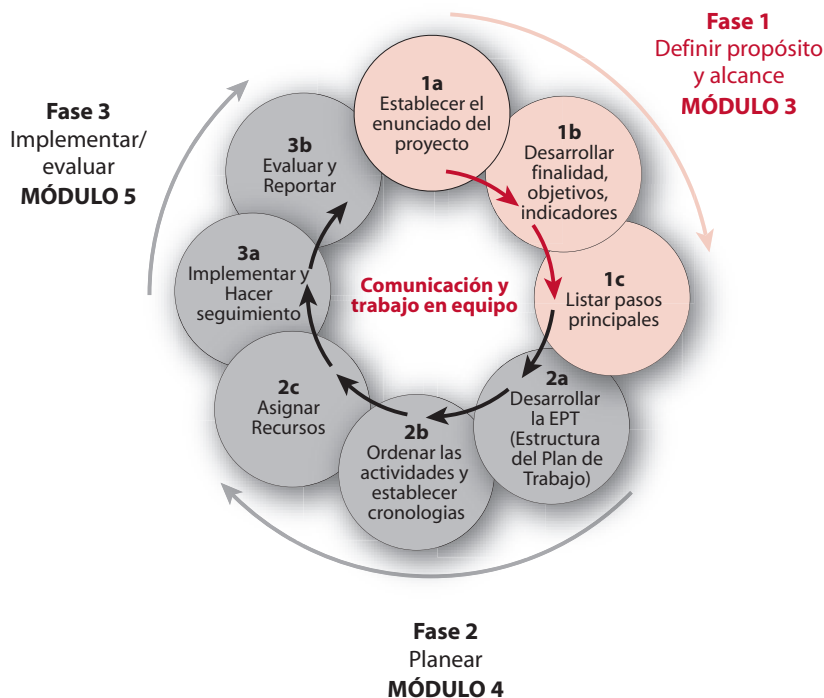 Fase 1
Definir propósito
y alcance
MÓDULO 3
1a
Establecer el
enunciado del
proyecto
1b
Desarrollar
finalidad,
objetivos,
indicadores
1c
Listar pasos
principales
2a
Desarrollar
la EPT
(Estructura
del Plan de
Trabajo)
2b
Ordenar las
actividades y
establecer
cronologias
2c
Asignar
Recursos
3a
Implementar y
Hacer
seguimiento
3b
Evaluar y
Reportar
Comunicación y
trabajo en equipo
Fase 3
Implementar/
evaluar
MÓDULO 5
Fase 2
Planear
MÓDULO 4